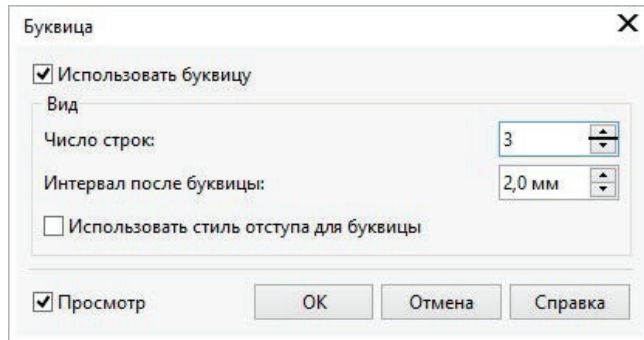 Буквица
Использовать буквицу
Вид
Число строк: 3
Интервал после буквицы: 2,0 мм
Использовать стиль отступа для буквицы
Просмотр ОК Отмена Справка